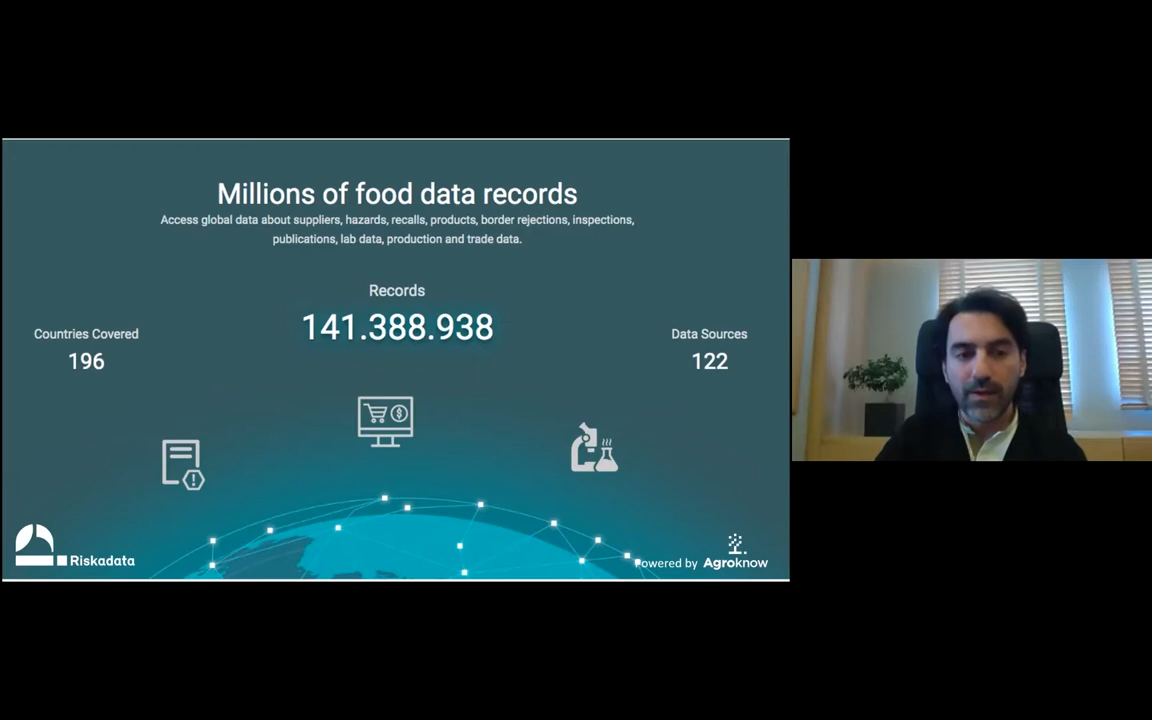 Millions of food data records
Access global data about suppliers, hazards, recalls, products, border rejections, inspections,
publications, lab data, production and trade data.
Records
141.388.938
Countries Covered
196
Data Sources
122
Riskadata
Powered by Agroknow